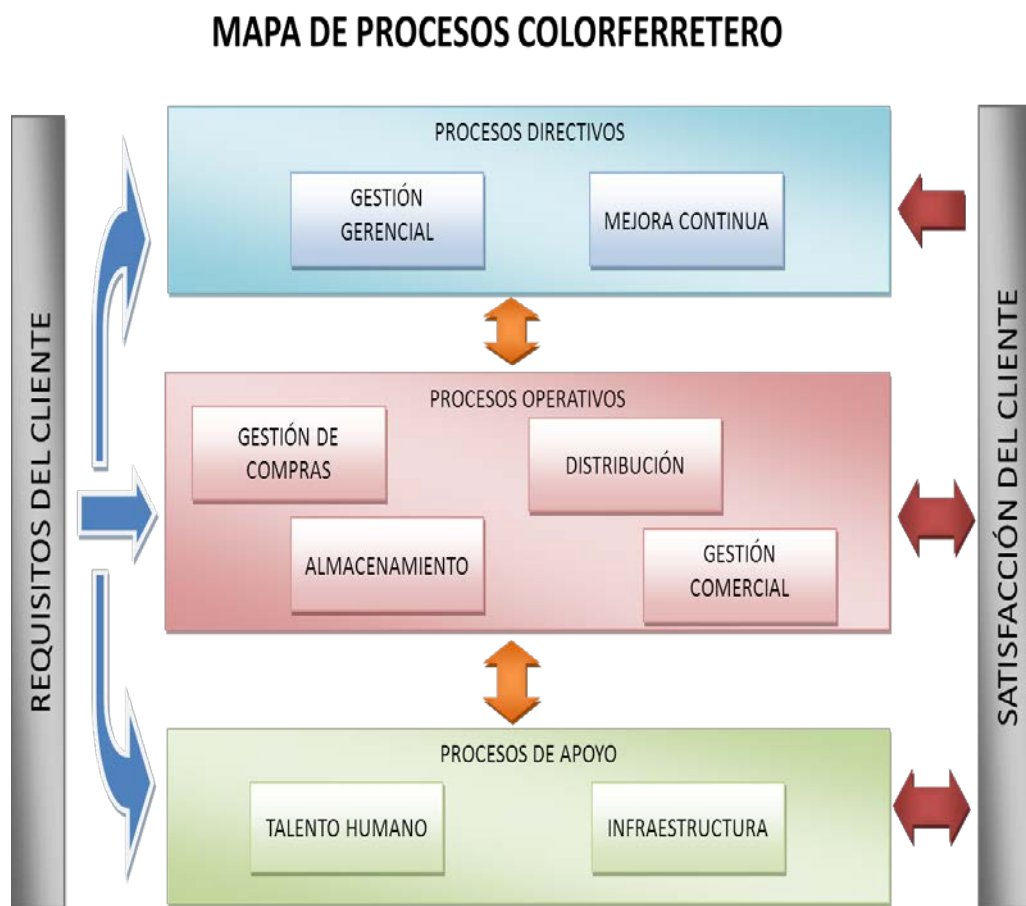 MAPA DE PROCESOS COLORFERRETERO
REQUISITOS DEL CLIENTE
PROCESOS DIRECTIVOS
GESTIÓN
GERENCIAL
MEJORA CONTINUA
PROCESOS OPERATIVOS
GESTIÓN DE
COMPRAS
DISTRIBUCIÓN
ALMACENAMIENTO
GESTIÓN
COMERCIAL
PROCESOS DE APOYO
TALENTO HUMANO
INFRAESTRUCTURA
SATISFACCIÓN DEL CLIENTE